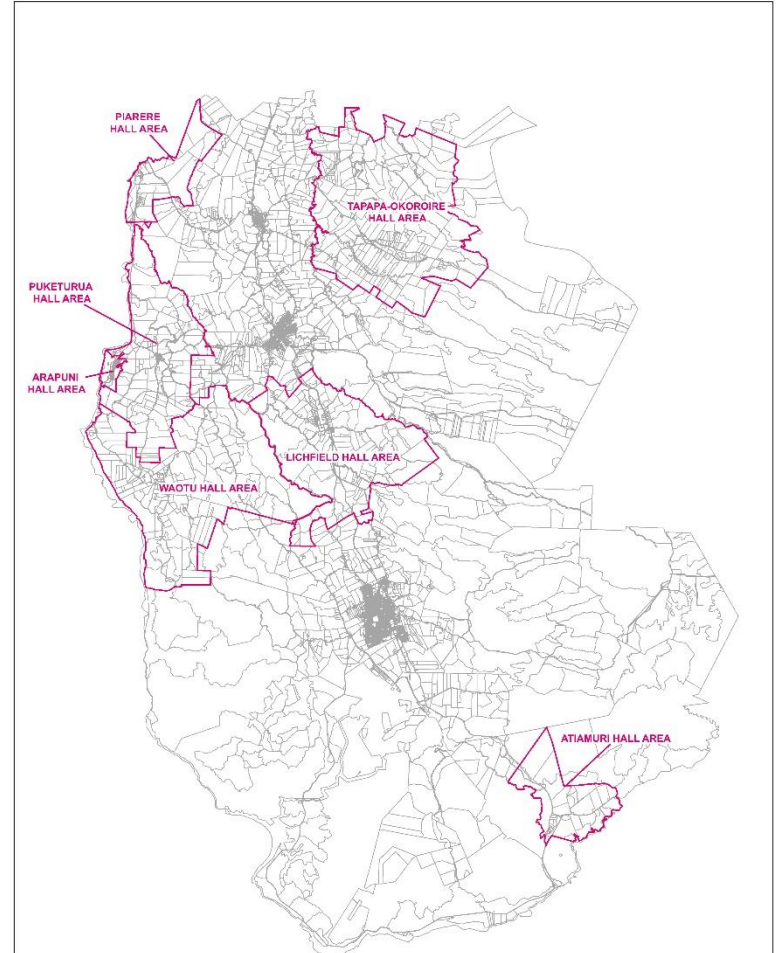 PIARERE
HALL AREA
TAPAPA-OKOROIRE
HALL AREA
PUKETURUA
HALL AREA
ARAPUNI
HALL AREA
LICHFIELD HALL AREA
WAOTU HALL AREA
ATIAMURI HALL AREA